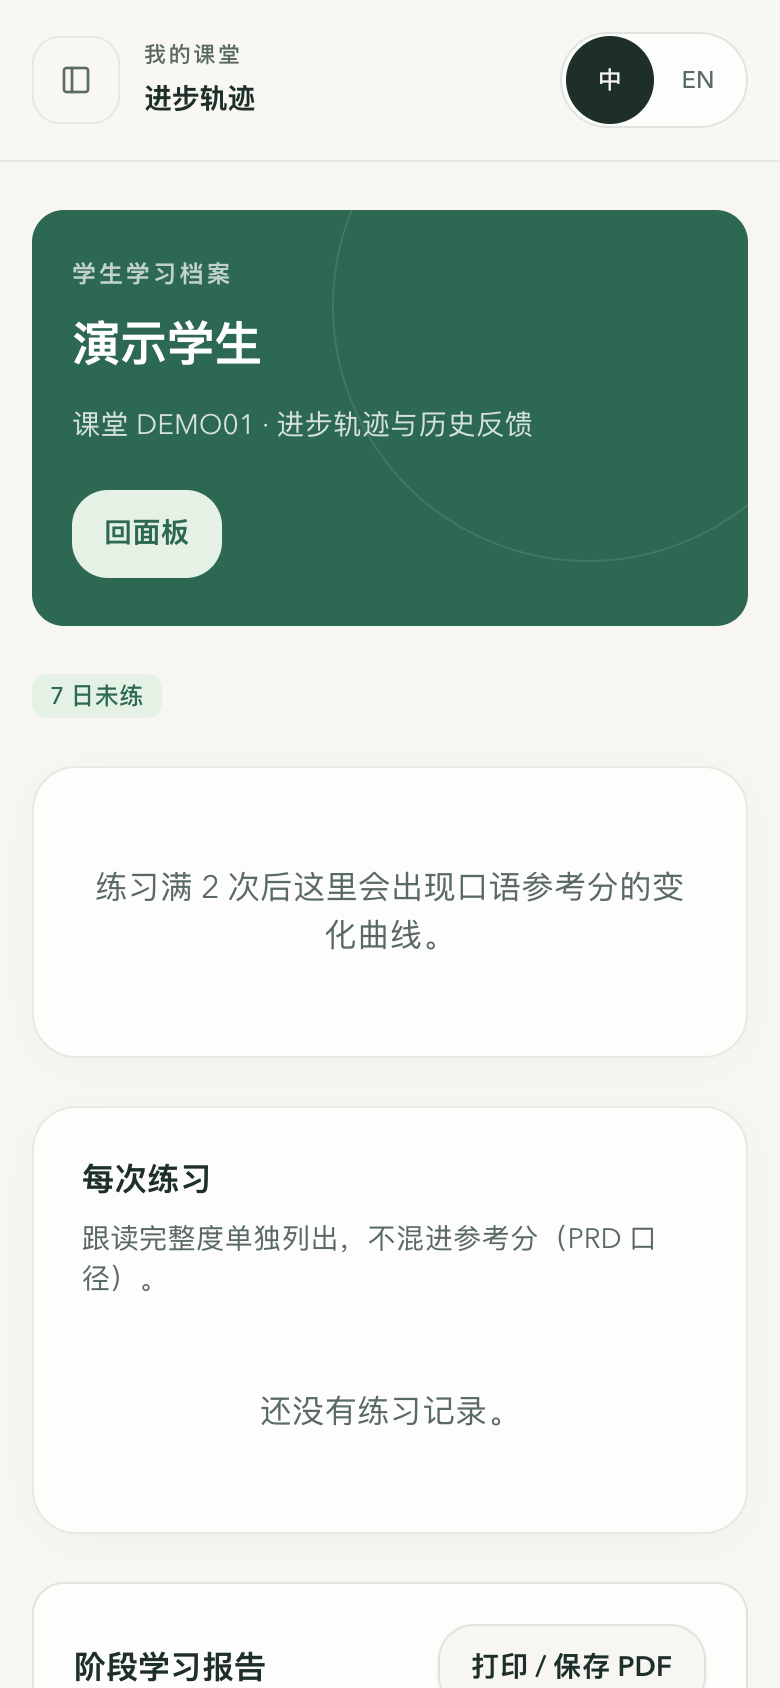 我的课堂
进步轨迹
中
EN
学生学习档案
演示学生
课堂 DEMO01 · 进步轨迹与历史反馈
回面板
7 日未练
练习满 2 次后这里会出现口语参考分的变
化曲线。
每次练习
跟读完整度单独列出，不混进参考分（PRD 口
径）。
还没有练习记录。
阶段学习报告
打印 / 保存 PDF